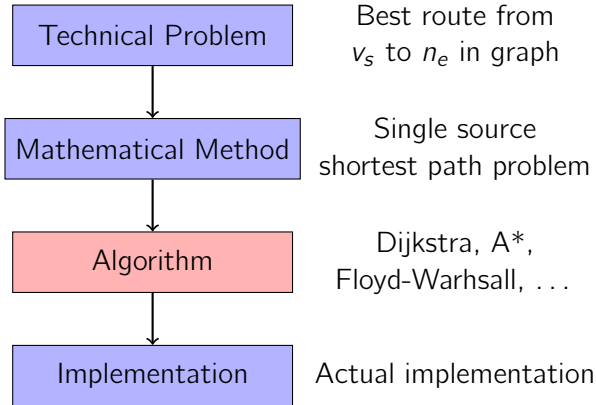 Technical Problem
Best route from
v_s to n_e in graph
Mathematical Method
Single source
shortest path problem
Algorithm
Dijkstra, A*,
Floyd-Warhsall, ...
Implementation
Actual implementation